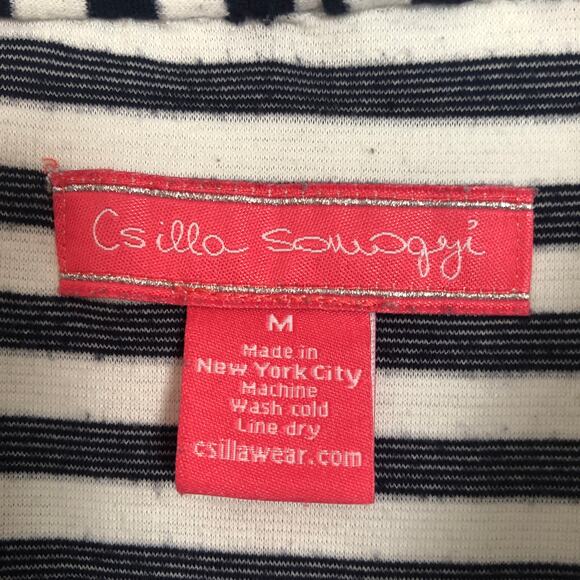 Csilla Somogyi
M
Made in
New York City
Machine
Wash cold
Line dry
csillawear.com